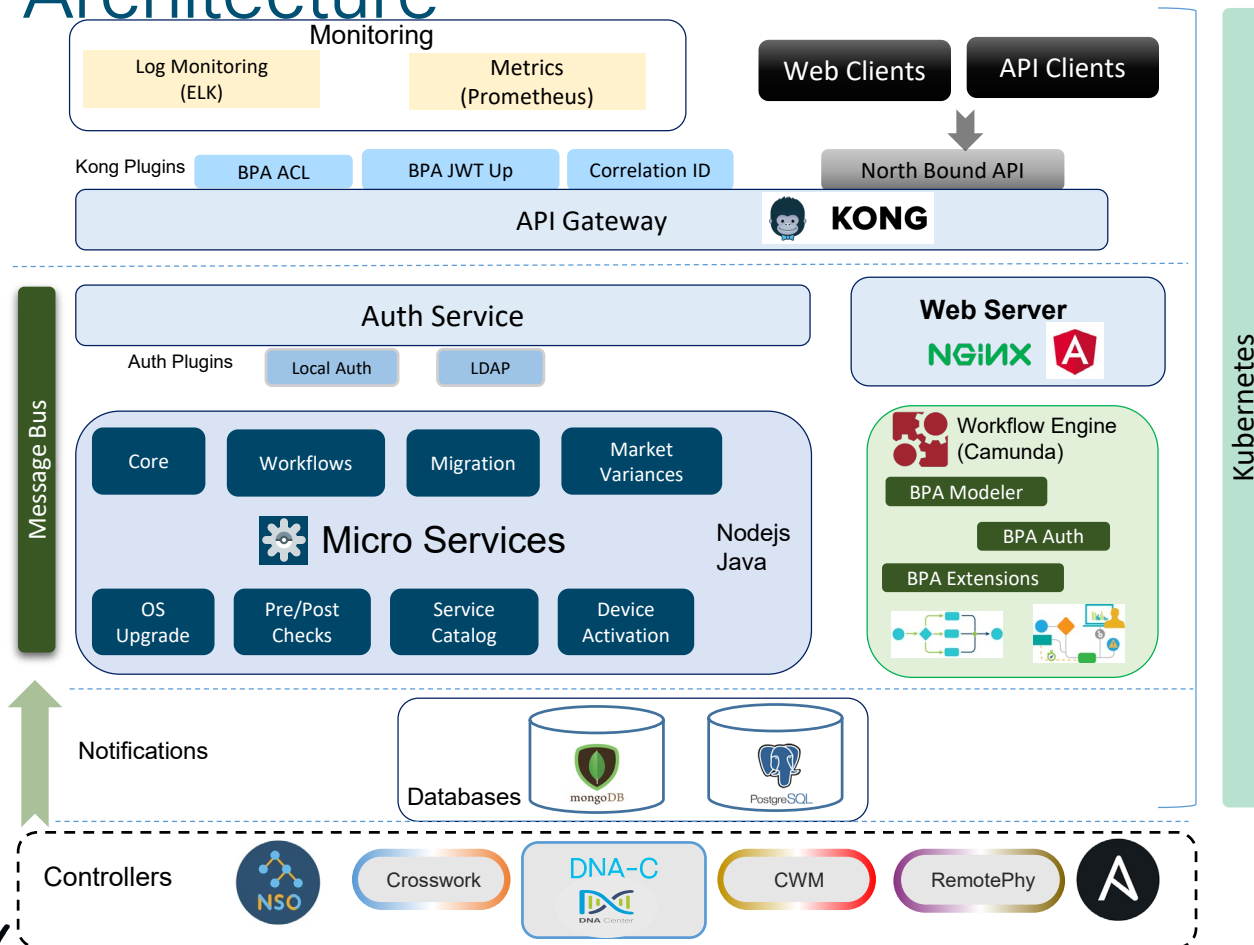 Architecture
Monitoring
Log Monitoring
(ELK)
Metrics
(Prometheus)
Web Clients
API Clients
Kong Plugins
BPA ACL
BPA JWT Up
Correlation ID
North Bound API
API Gateway
KONG
Message Bus
Auth Service
Auth Plugins
Local Auth
LDAP
Web Server
NGiNX
A
Core
Workflows
Migration
Market
Variances
Micro Services
Nodejs
Java
OS
Upgrade
Pre/Post
Checks
Service
Catalog
Device
Activation
Workflow Engine
(Camunda)
BPA Modeler
BPA Auth
BPA Extensions
Kubernetes
Notifications
Databases
mongoDB
PostgreSQL
Controllers
NSO
Crosswork
DNA-C
DNA Center
CWM
RemotePhy
A